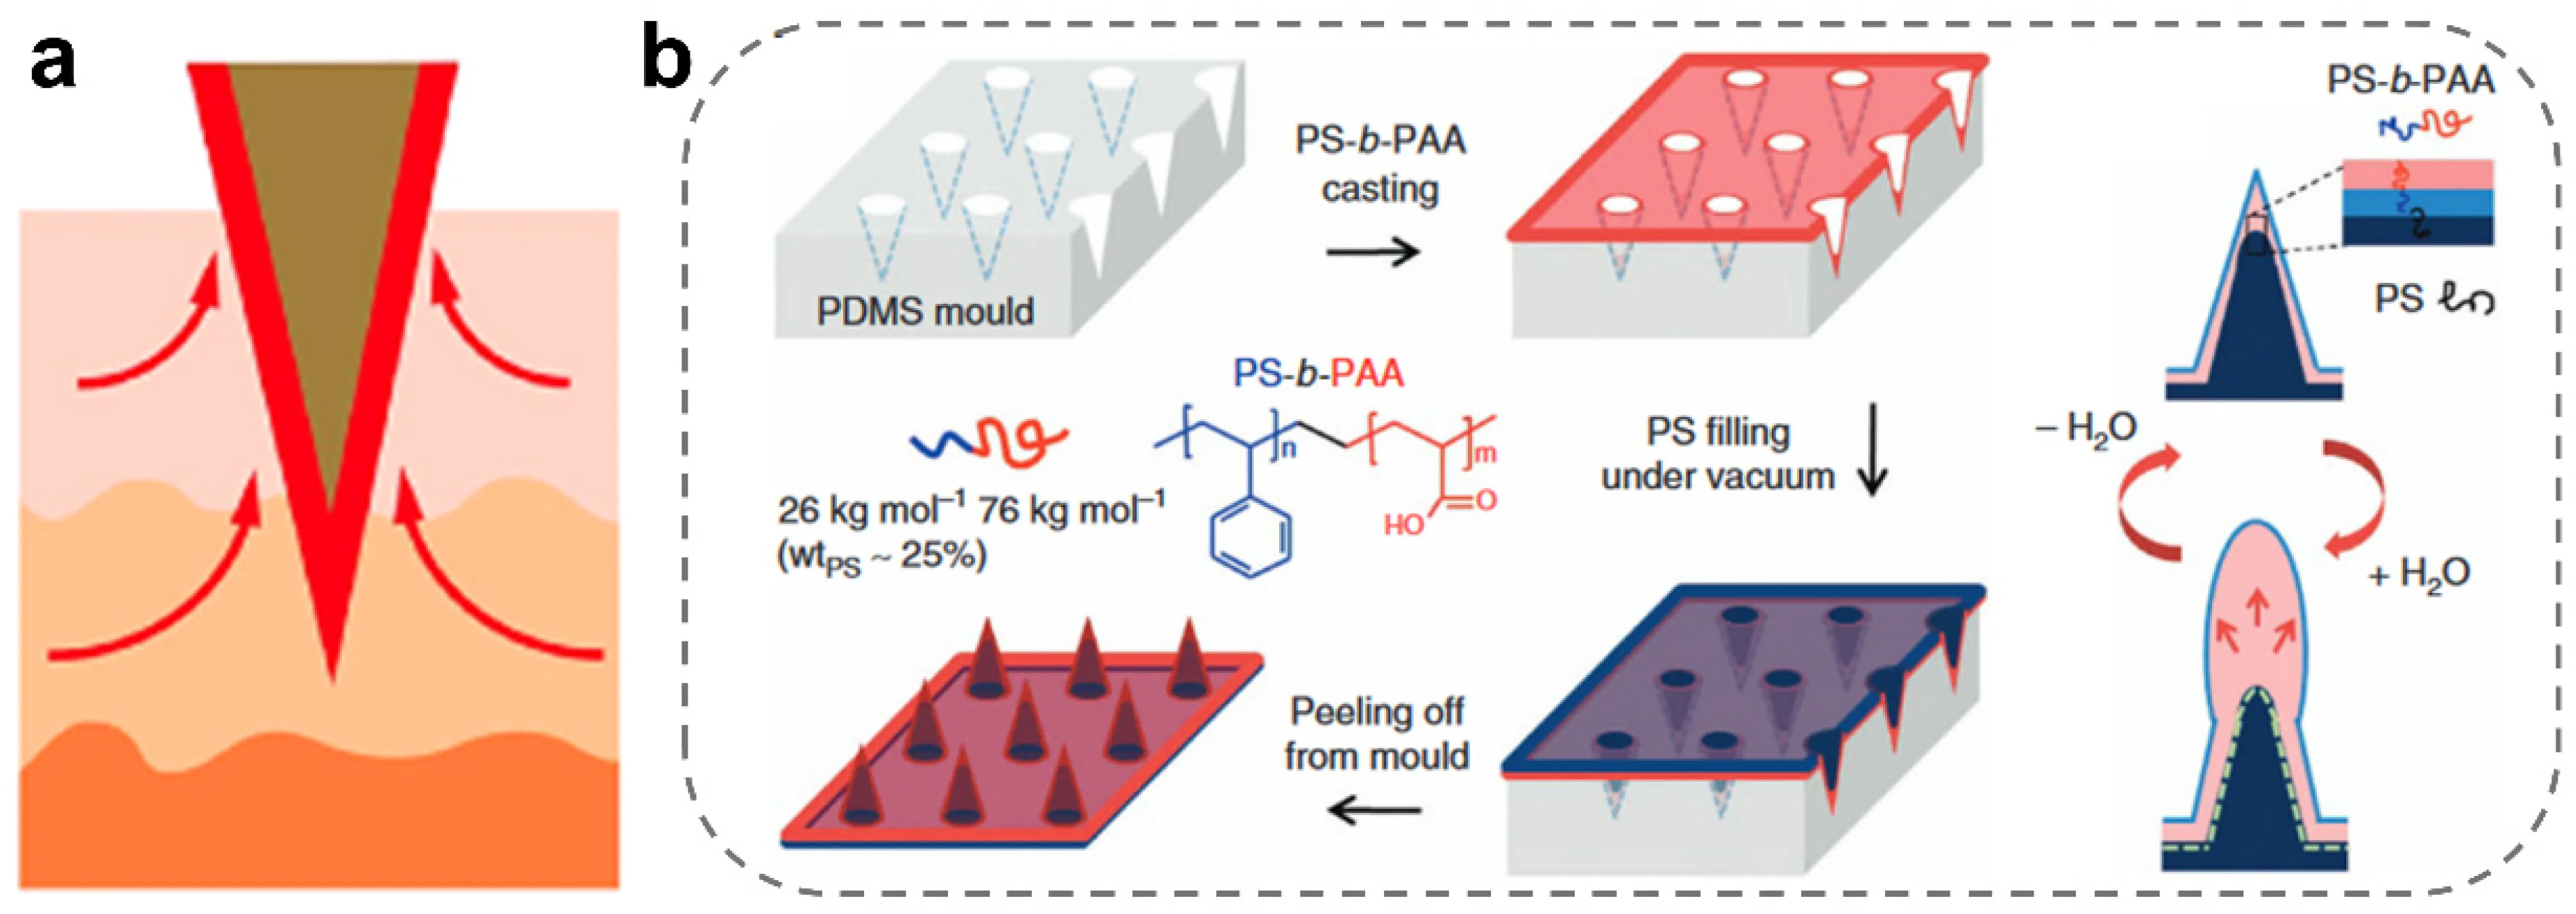 a
b
PDMS mould
PS-b-PAA
casting
PS-b-PAA
PS
PS-b-PAA
n
m
HO
O
26 kg mol⁻¹ 76 kg mol⁻¹
(wtPS ~ 25%)
PS filling
under vacuum
− H₂O
+ H₂O
Peeling off
from mould